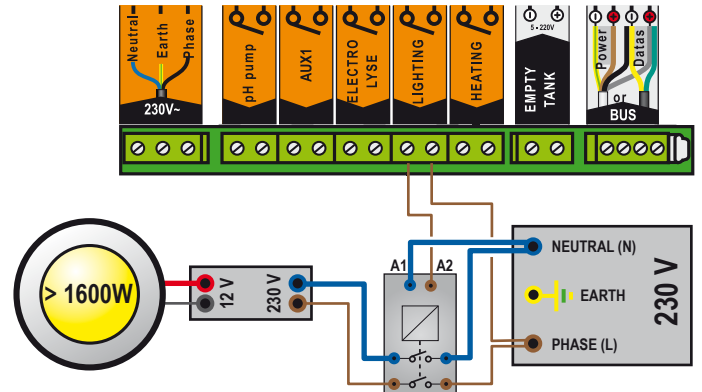 Neutral
Earth
Phase
230V~
pH pump
AUX1
ELECTRO
LYSE
LIGHTING
HEATING
5 - 220V
EMPTY
TANK
Power
Datas
or
BUS
> 1600W
12 V
230 V
A1
A2
NEUTRAL (N)
EARTH
PHASE (L)
230 V